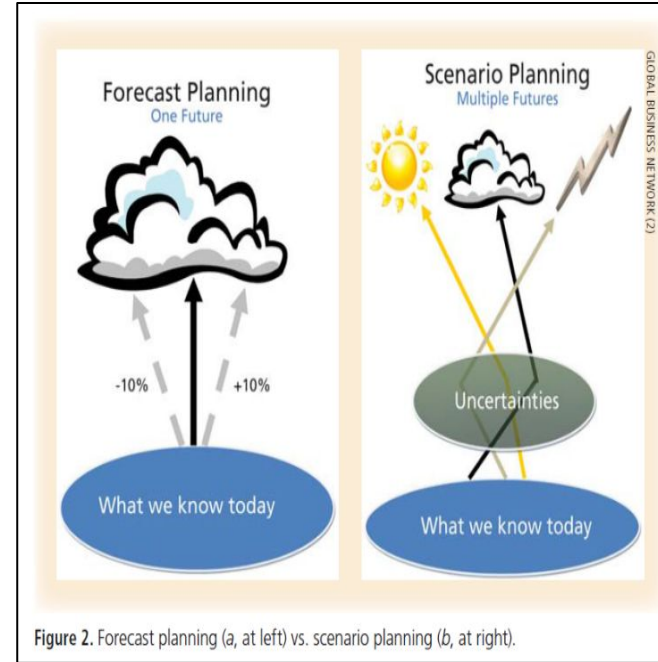 Forecast Planning
One Future
-10%
+10%
What we know today
Scenario Planning
Multiple Futures
Uncertainties
What we know today
GLOBAL BUSINESS NETWORK (2)
Figure 2. Forecast planning (a, at left) vs. scenario planning (b, at right).